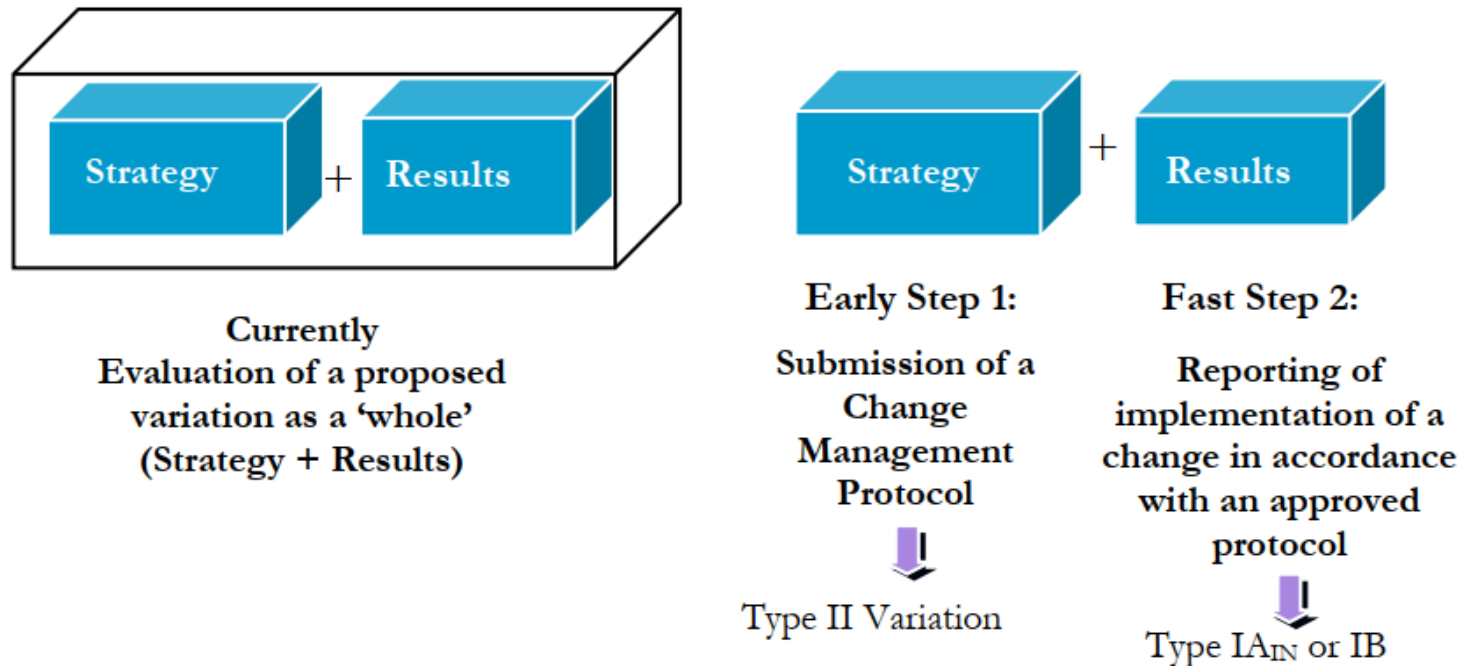 Strategy
+
Results
Currently
Evaluation of a proposed
variation as a ‘whole’
(Strategy + Results)
Strategy
+
Results
Early Step 1:
Submission of a
Change
Management
Protocol
Type II Variation
Fast Step 2:
Reporting of
implementation of a
change in accordance
with an approved
protocol
Type IAIN or IB